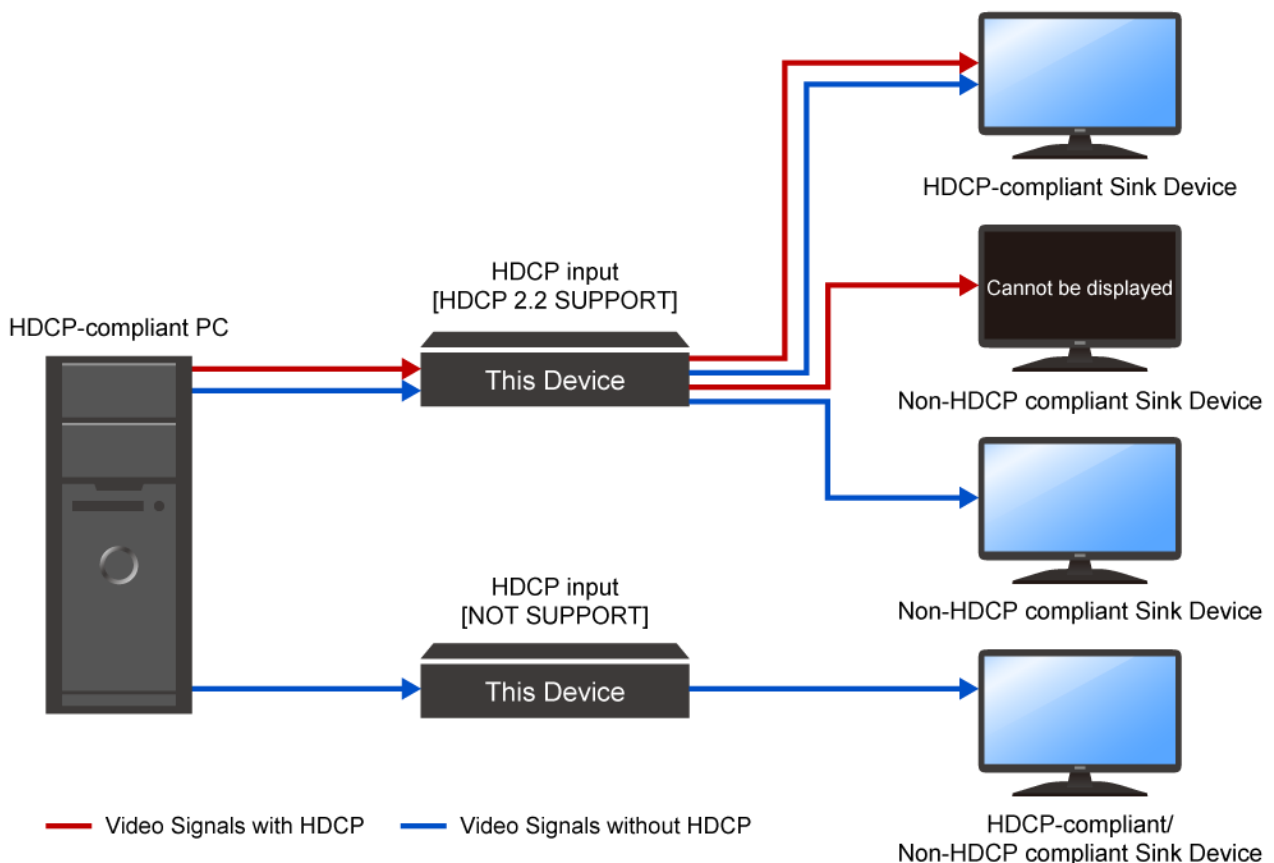 HDCP-compliant Sink Device
HDCP input
[HDCP 2.2 SUPPORT]
Cannot be displayed
HDCP-compliant PC
This Device
Non-HDCP compliant Sink Device
HDCP input
[NOT SUPPORT]
Non-HDCP compliant Sink Device
This Device
Video Signals with HDCP
Video Signals without HDCP
HDCP-compliant/
Non-HDCP compliant Sink Device